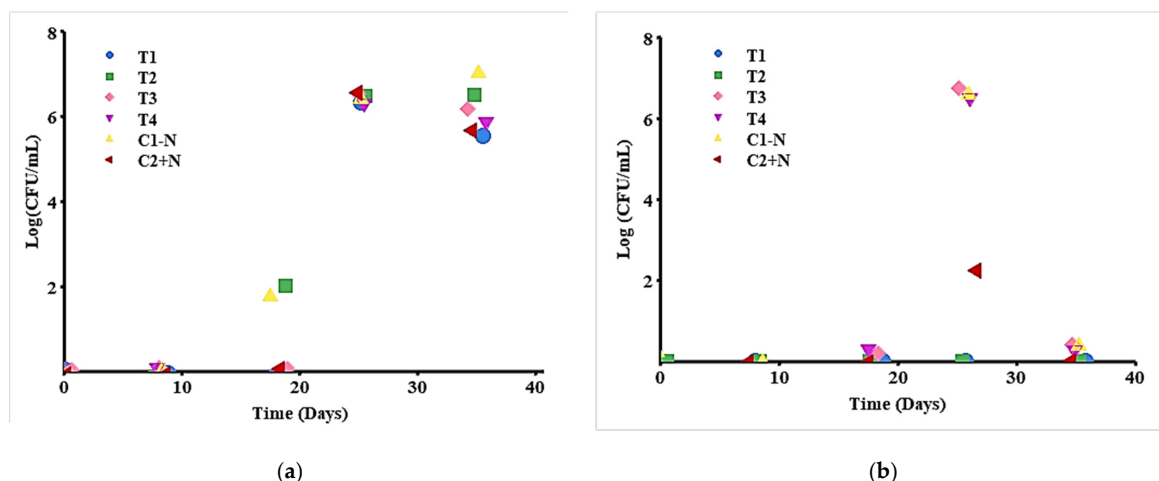 8
6
4
2
0
10
20
30
40
Log(CFU/mL)
Time (Days)
T1
T2
T3
T4
C1-N
C2+N
(a)
8
6
4
2
0
10
20
30
40
Log (CFU/mL)
Time (Days)
T1
T2
T3
T4
C1-N
C2+N
(b)